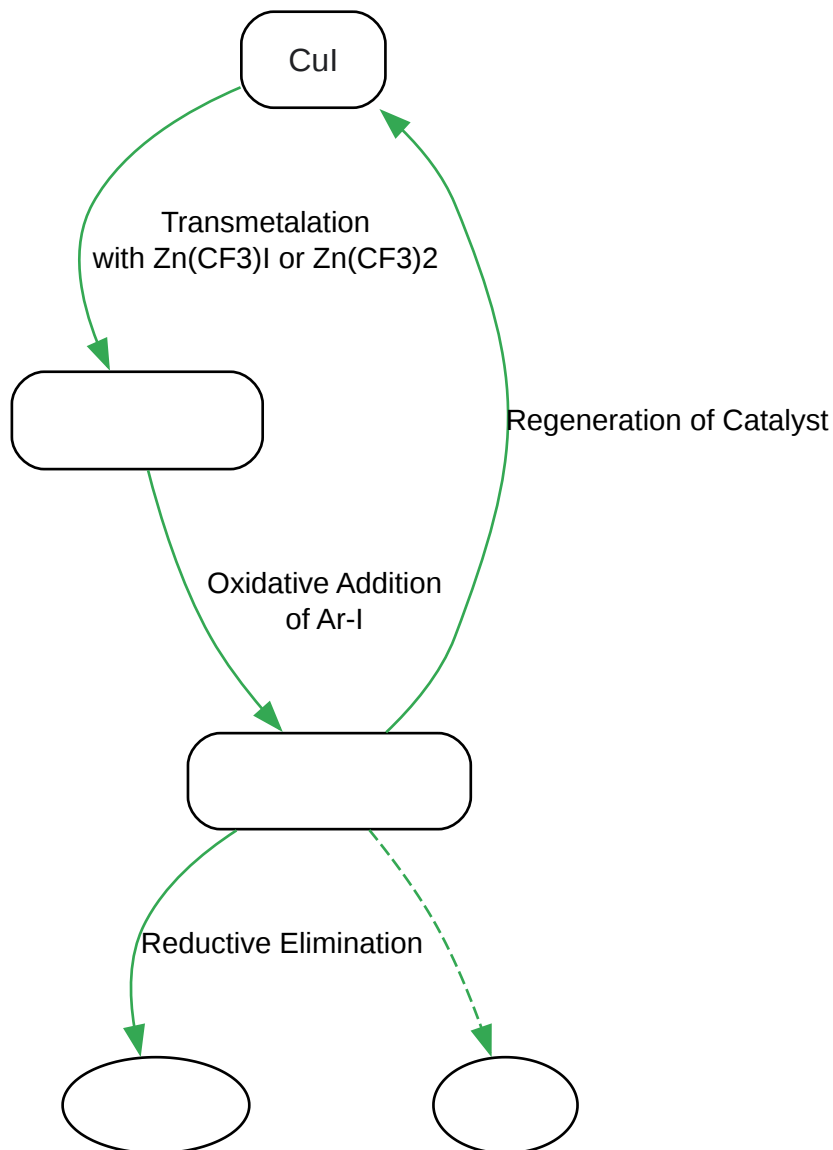 CuI
Transmetalation
with Zn(CF3)I or Zn(CF3)2
Regeneration of Catalyst
Oxidative Addition
of Ar-I
Reductive Elimination